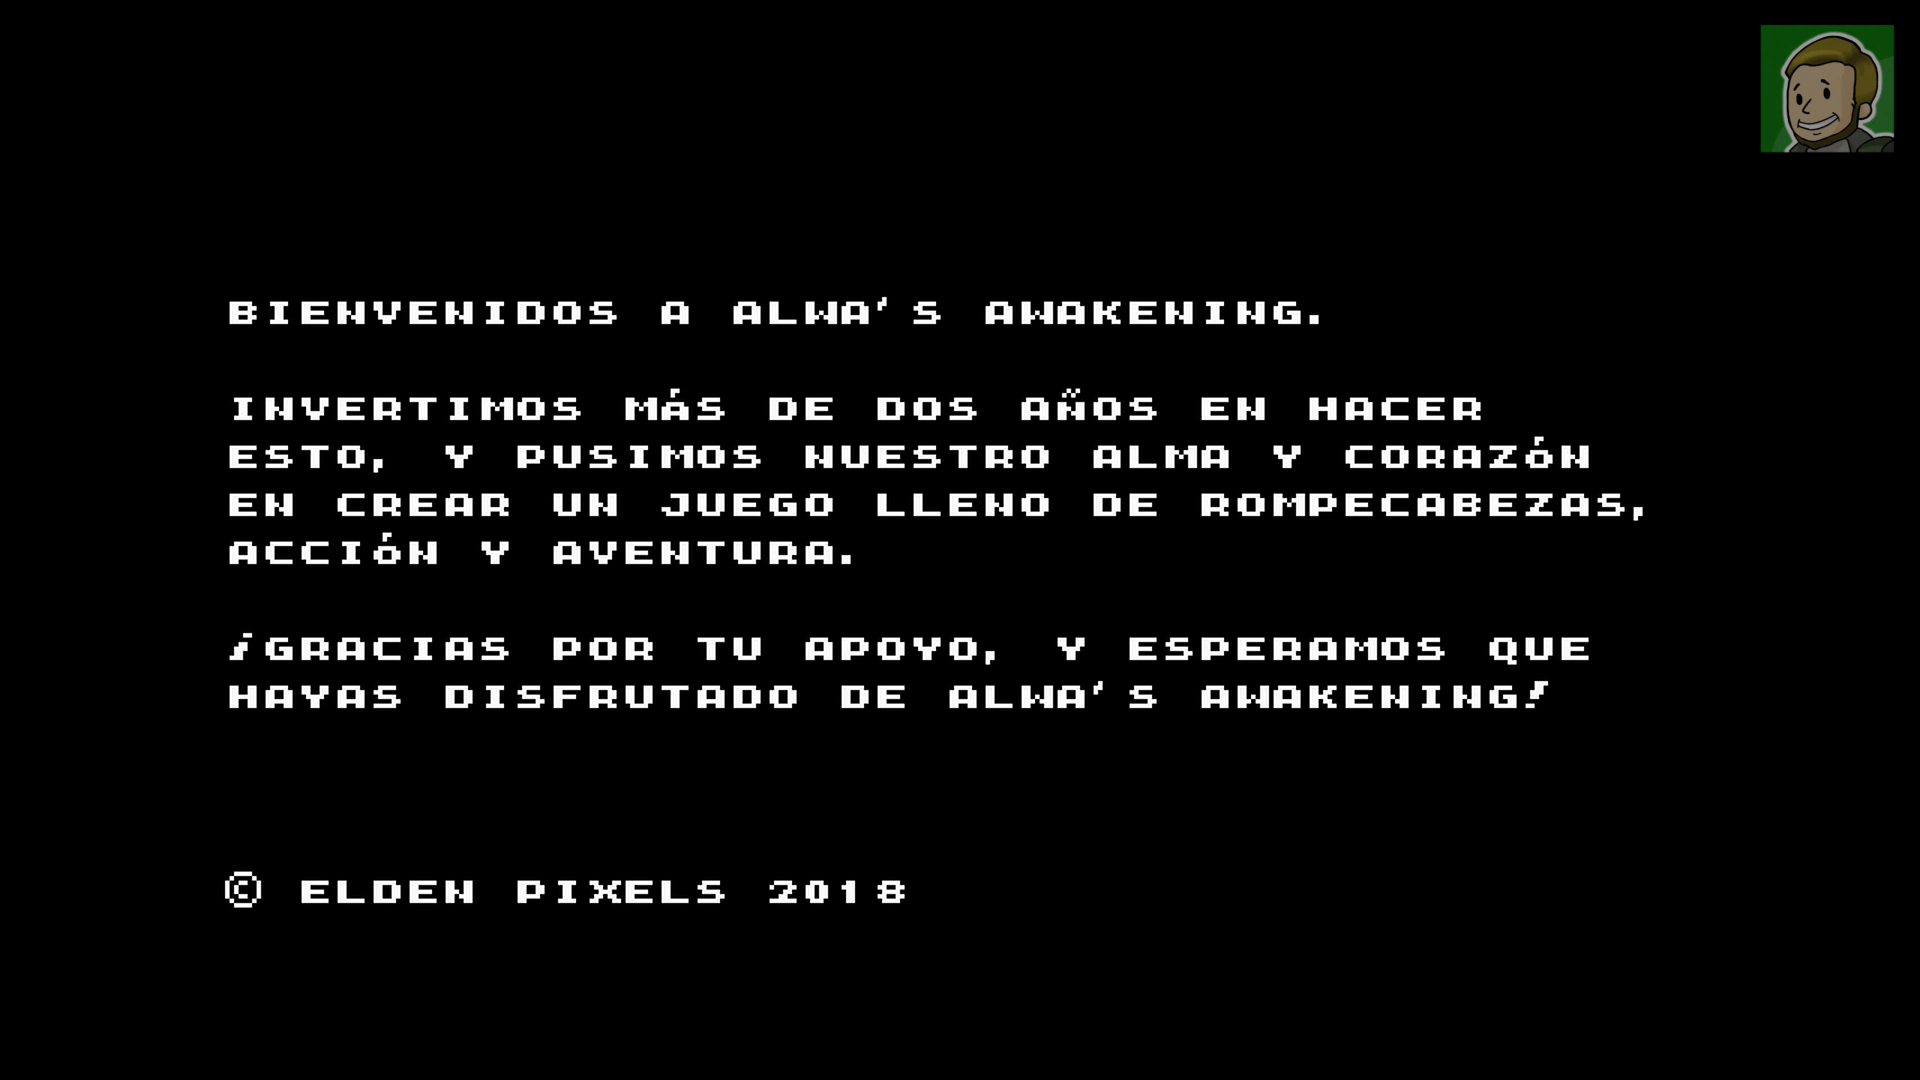 BIENVENIDOS A ALWA'S AWAKENING.
INVERTIMOS MÁS DE DOS AÑOS EN HACER
ESTO, Y PUSIMOS NUESTRO ALMA Y CORAZÓN
EN CREAR UN JUEGO LLENO DE ROMPECABEZAS,
ACCIÓN Y AVENTURA.
¡GRACIAS POR TU APOYO, Y ESPERAMOS QUE
HAYAS DISFRUTADO DE ALWA'S AWAKENING!
© ELDEN PIXELS 2018